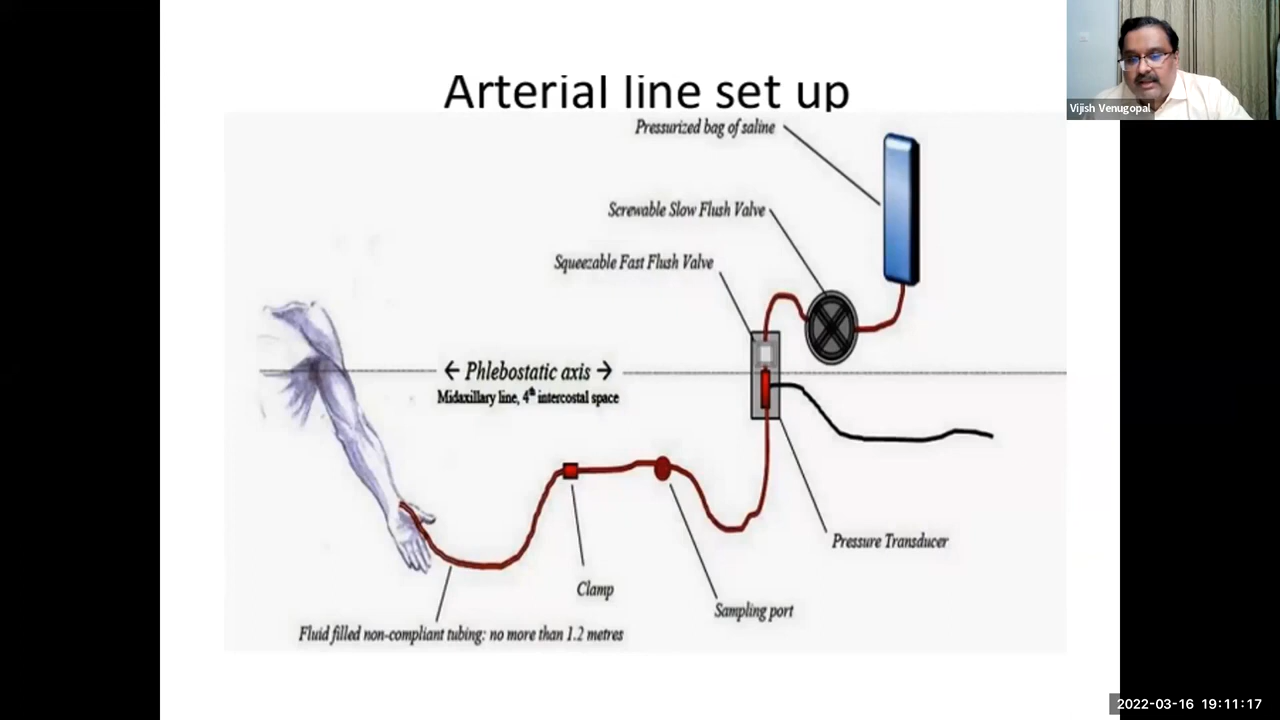 Arterial line set up
Vijish Venugopal
Pressurized bag of saline
Screwable Slow Flush Valve
Squeezable Fast Flush Valve
← Phlebostatic axis →
Midaxillary line, 4th intercostal space
Pressure Transducer
Clamp
Sampling port
Fluid filled non-compliant tubing: no more than 1.2 metres
2022-03-16 19:11:17